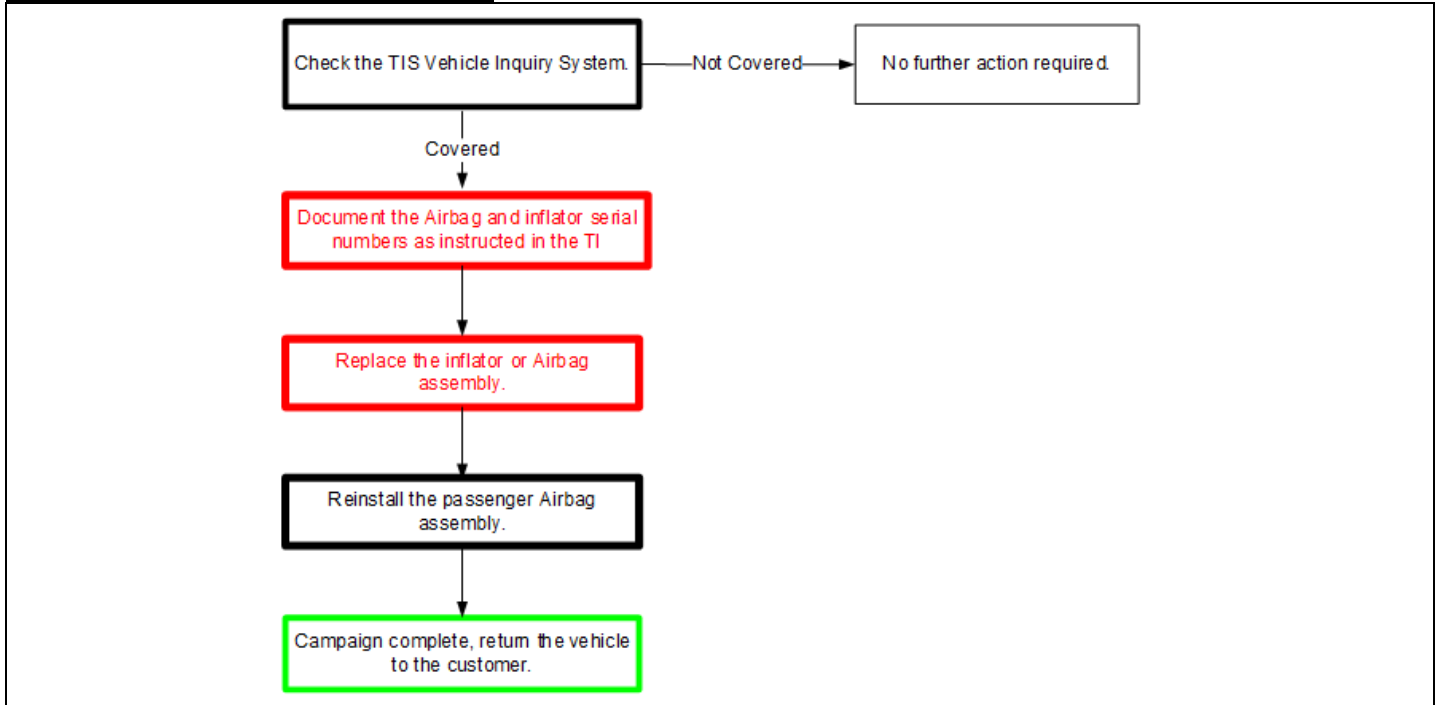 Check the TIS Vehicle Inquiry System.
Not Covered
No further action required.
Covered
Document the Airbag and inflator serial
numbers as instructed in the TI
Replace the inflator or Airbag
assembly.
Reinstall the passenger Airbag
assembly.
Campaign complete, return the vehicle
to the customer.